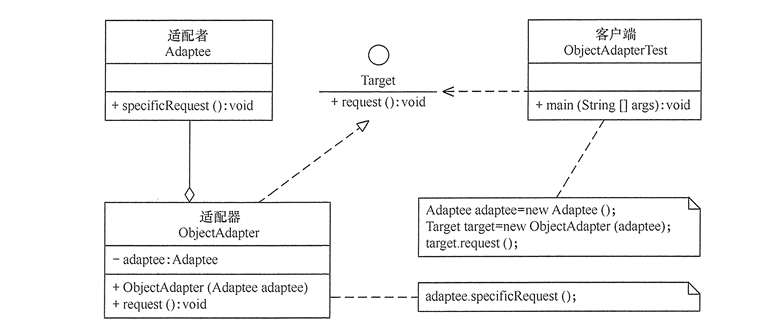 适配者
Adaptee
+ specificRequest ( ) : void
Target
+ request ( ) : void
客户端
ObjectAdapterTest
+ main (String [ ] args) : void
适配器
ObjectAdapter
− adaptee : Adaptee
+ ObjectAdapter (Adaptee adaptee)
+ request ( ) : void
Adaptee adaptee=new Adaptee ( );
Target target=new ObjectAdapter (adaptee);
target.request ( );
adaptee.specificRequest ( );